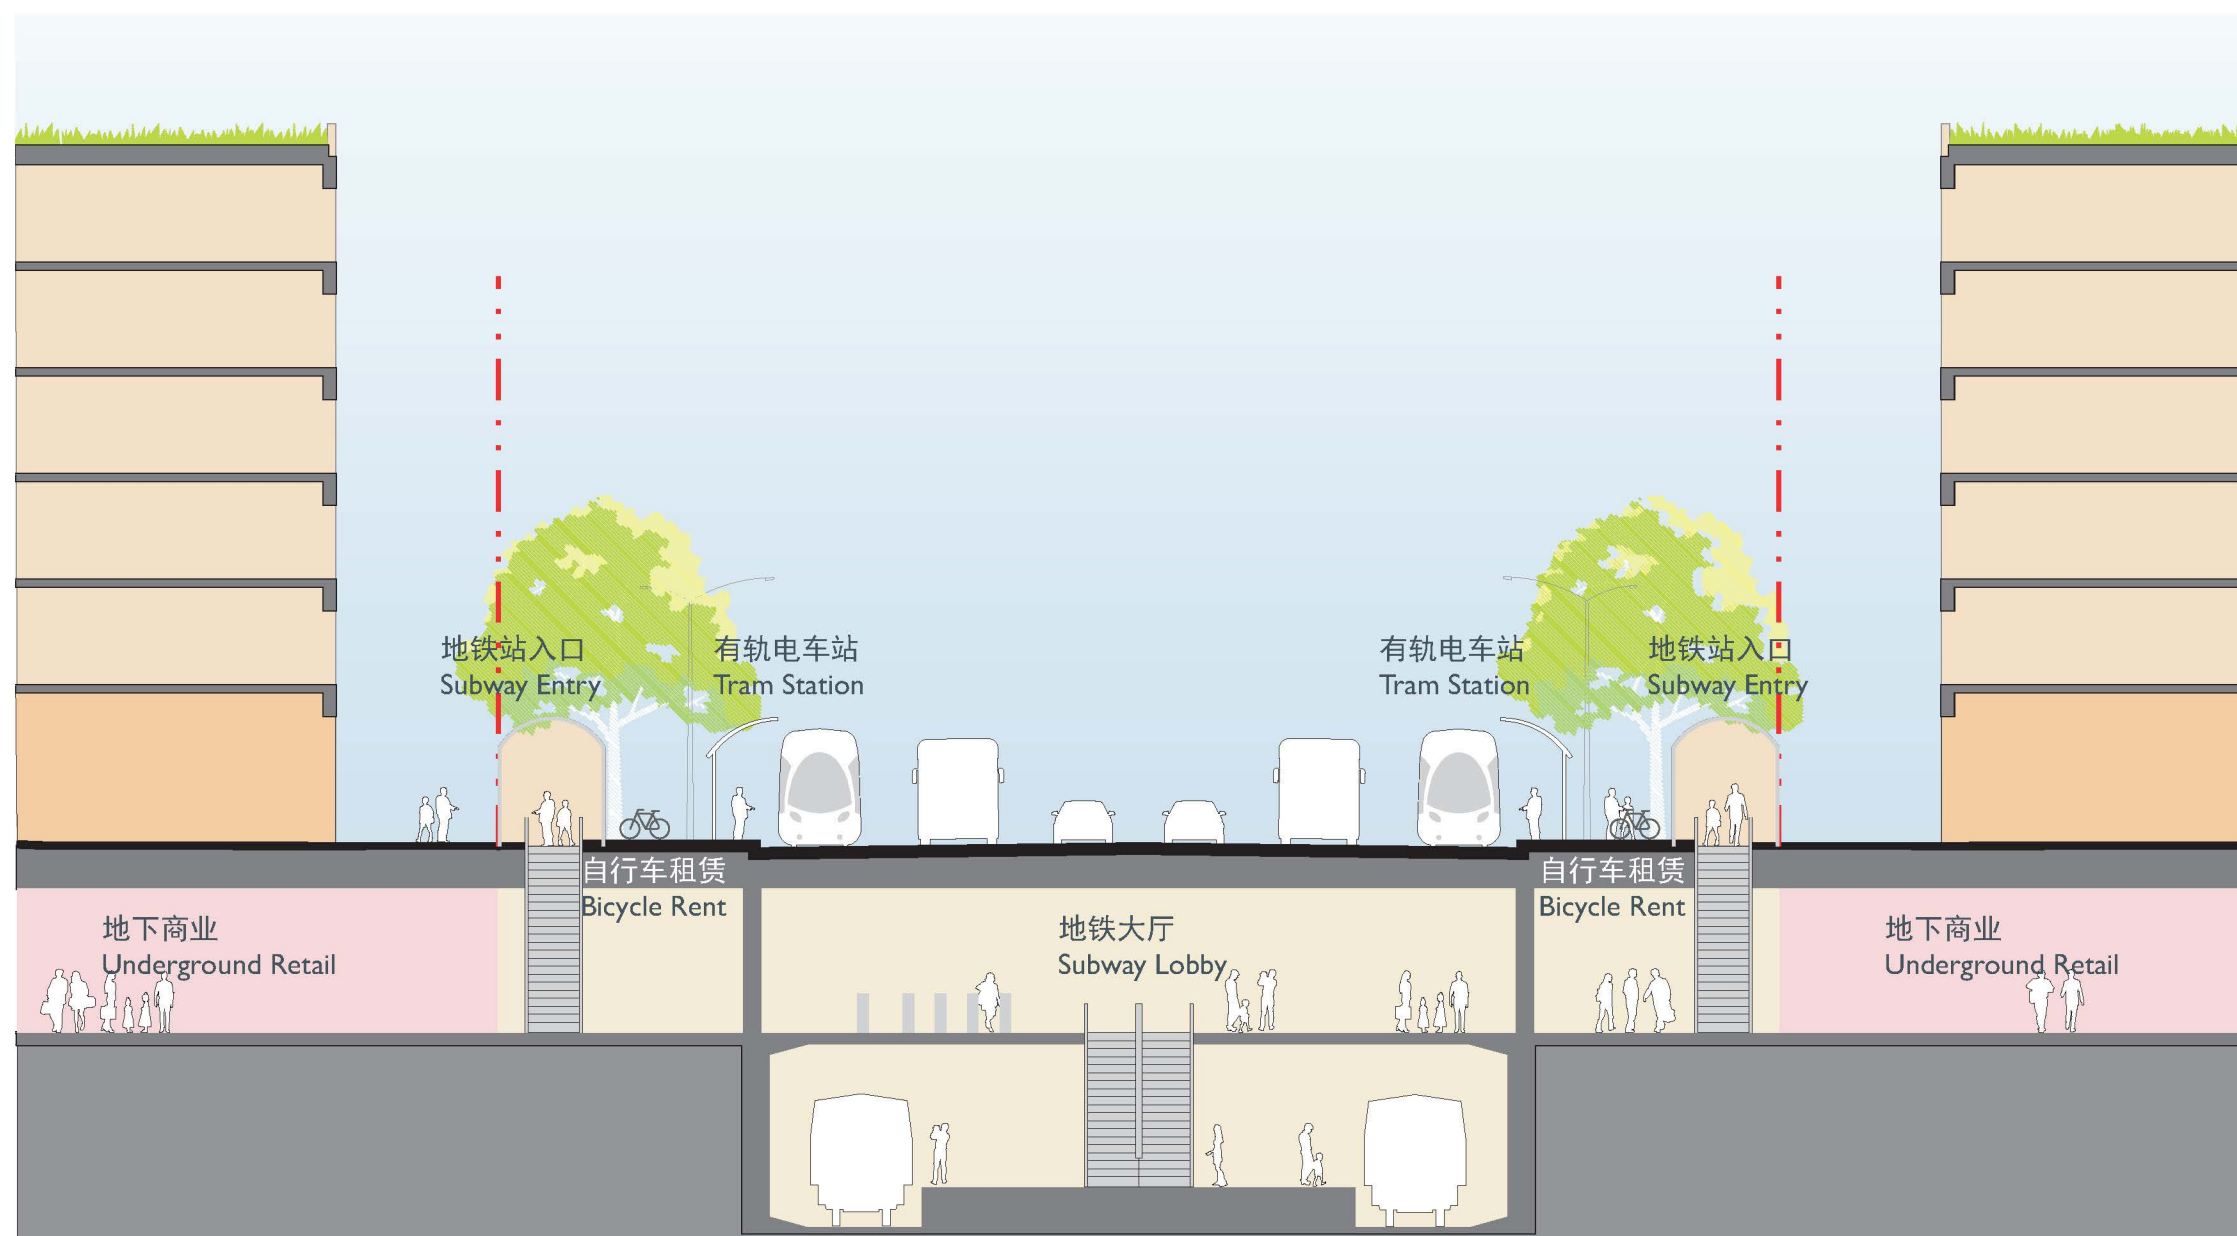 地铁站入口
Subway Entry
有轨电车站
Tram Station
有轨电车站
Tram Station
地铁站入口
Subway Entry
自行车租赁
Bicycle Rent
自行车租赁
Bicycle Rent
地下商业
Underground Retail
地铁大厅
Subway Lobby
地下商业
Underground Retail